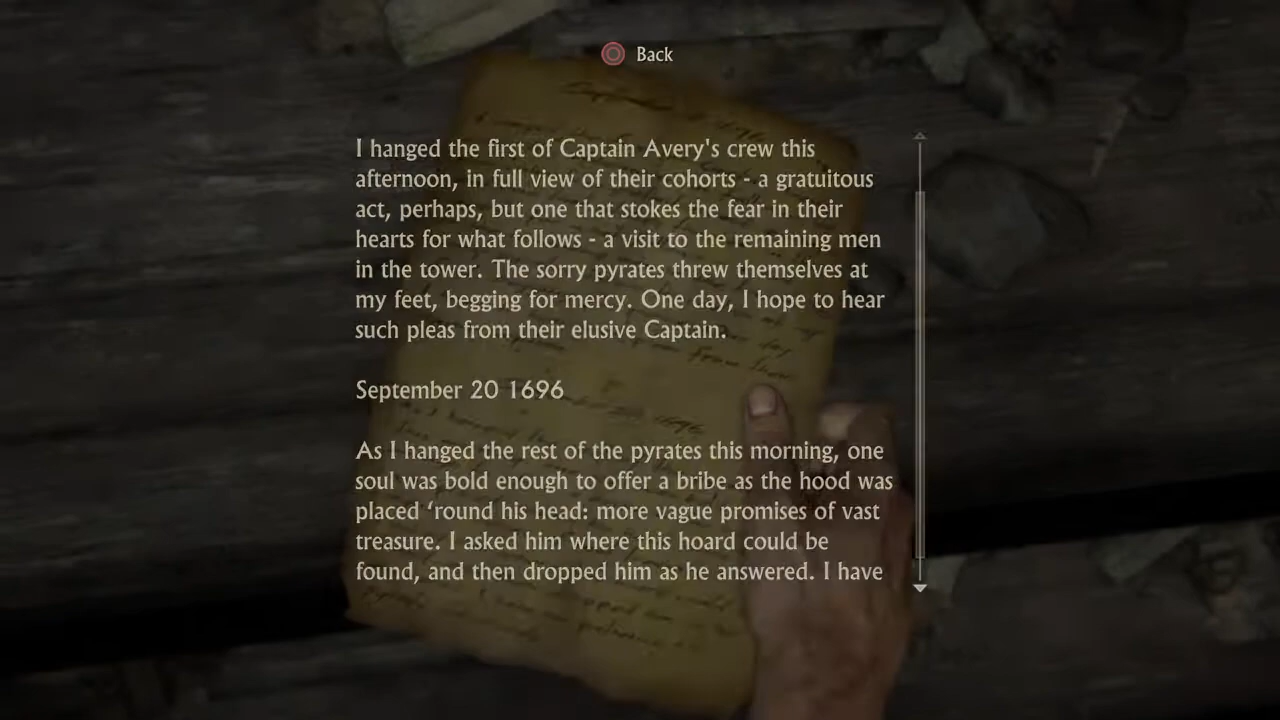 Back
I hanged the first of Captain Avery's crew this
afternoon, in full view of their cohorts - a gratuitous
act, perhaps, but one that stokes the fear in their
hearts for what follows - a visit to the remaining men
in the tower. The sorry pyrates threw themselves at
my feet, begging for mercy. One day, I hope to hear
such pleas from their elusive Captain.
September 20 1696
As I hanged the rest of the pyrates this morning, one
soul was bold enough to offer a bribe as the hood was
placed ‘round his head: more vague promises of vast
treasure. I asked him where this hoard could be
found, and then dropped him as he answered. I have